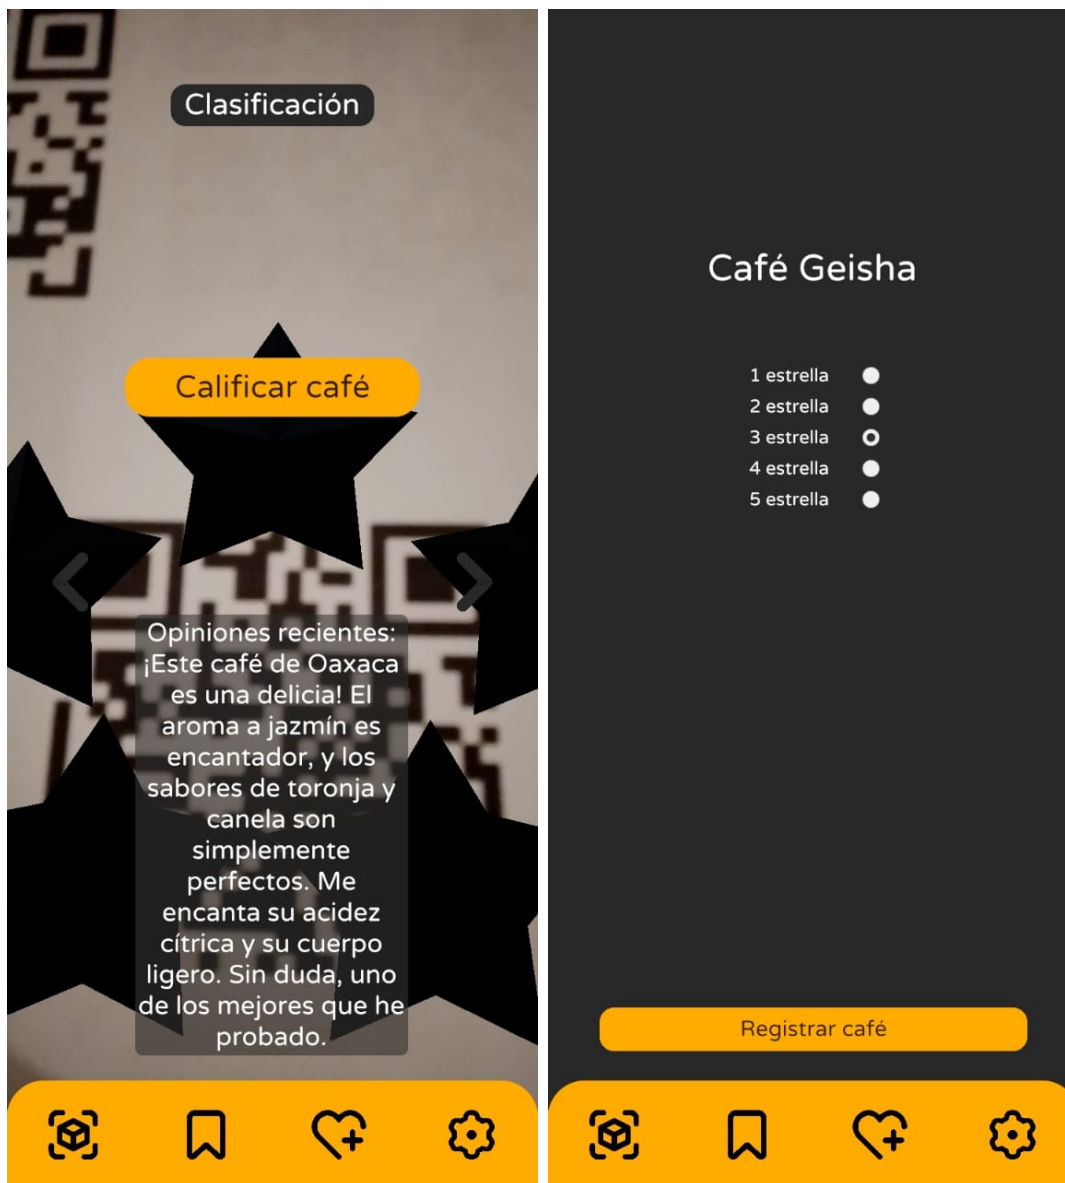 Clasificación
Calificar café
Opiniones recientes:
¡Este café de Oaxaca
es una delicia! El
aroma a jazmín es
encantador, y los
sabores de toronja y
canela son
simplemente
perfectos. Me
encanta su acidez
cítrica y su cuerpo
ligero. Sin duda, uno
de los mejores que he
probado.
Café Geisha
1 estrella
2 estrella
3 estrella
4 estrella
5 estrella
Registrar café